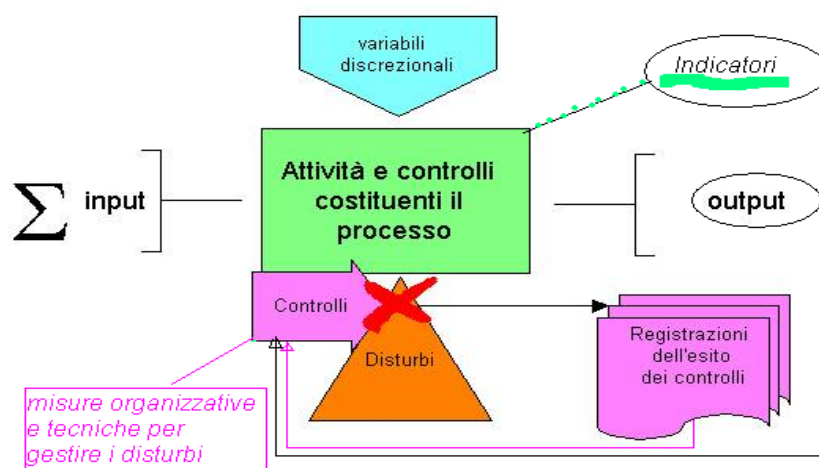 variabili
discrezionali
Indicatori
Attività e controlli
costituenti il
processo
∑ input
output
Controlli
Disturbi
Registrazioni
dell'esito
dei controlli
misure organizzative
e tecniche per
gestire i disturbi